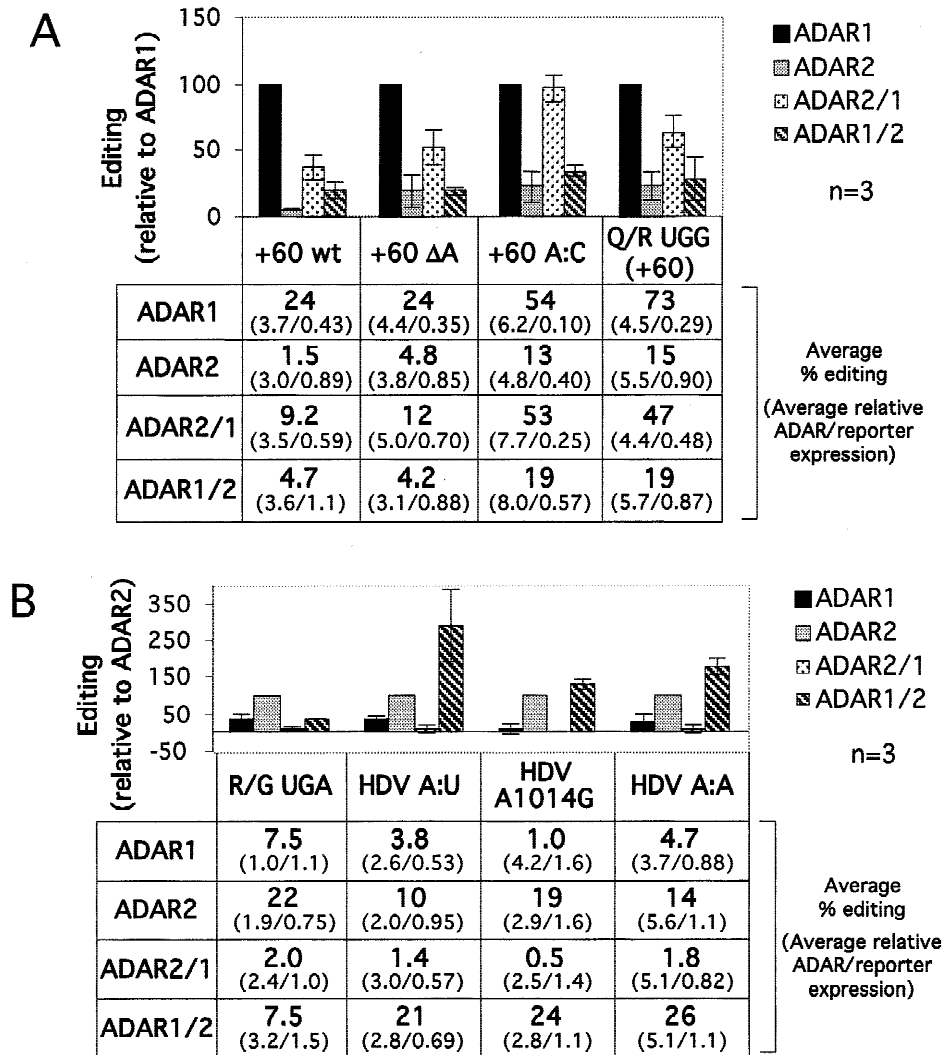 A
Editing
(relative to ADAR1)
150
100
50
0
ADAR1
ADAR2
ADAR2/1
ADAR1/2
n=3
+60 wt +60 ΔA +60 A:C Q/R UGG (+60)
ADAR1 24 24 54 73
(3.7/0.43) (4.4/0.35) (6.2/0.10) (4.5/0.29)
ADAR2 1.5 4.8 13 15
(3.0/0.89) (3.8/0.85) (4.8/0.40) (5.5/0.90)
ADAR2/1 9.2 12 53 47
(3.5/0.59) (5.0/0.70) (7.7/0.25) (4.4/0.48)
ADAR1/2 4.7 4.2 19 19
(3.6/1.1) (3.1/0.88) (8.0/0.57) (5.7/0.87)
Average
% editing
(Average relative
ADAR/reporter
expression)
B
Editing
(relative to ADAR2)
350
250
150
50
-50
ADAR1
ADAR2
ADAR2/1
ADAR1/2
n=3
R/G UGA HDV A:U HDV A1014G HDV A:A
ADAR1 7.5 3.8 1.0 4.7
(1.0/1.1) (2.6/0.53) (4.2/1.6) (3.7/0.88)
ADAR2 22 10 19 14
(1.9/0.75) (2.0/0.95) (2.9/1.6) (5.6/1.1)
ADAR2/1 2.0 1.4 0.5 1.8
(2.4/1.0) (3.0/0.57) (2.5/1.4) (5.1/0.82)
ADAR1/2 7.5 21 24 26
(3.2/1.5) (2.8/0.69) (2.8/1.1) (5.1/1.1)
Average
% editing
(Average relative
ADAR/reporter
expression)